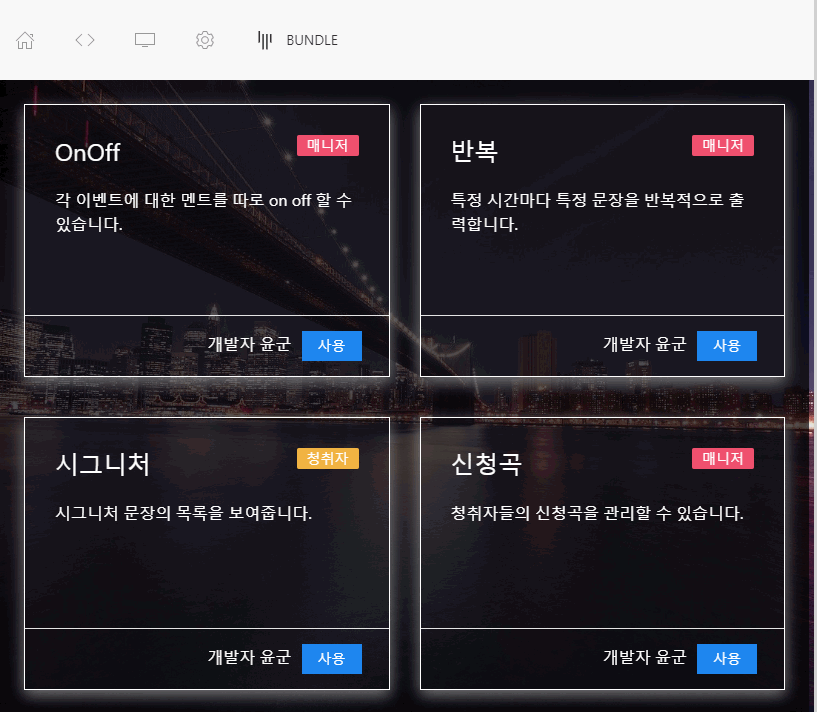 BUNDLE
OnOff
매니저
각 이벤트에 대한 멘트를 따로 on off 할 수
있습니다.
개발자 윤군
사용
반복
매니저
특정 시간마다 특정 문장을 반복적으로 출
력합니다.
개발자 윤군
사용
시그니처
청취자
시그니처 문장의 목록을 보여줍니다.
개발자 윤군
사용
신청곡
매니저
청취자들의 신청곡을 관리할 수 있습니다.
개발자 윤군
사용